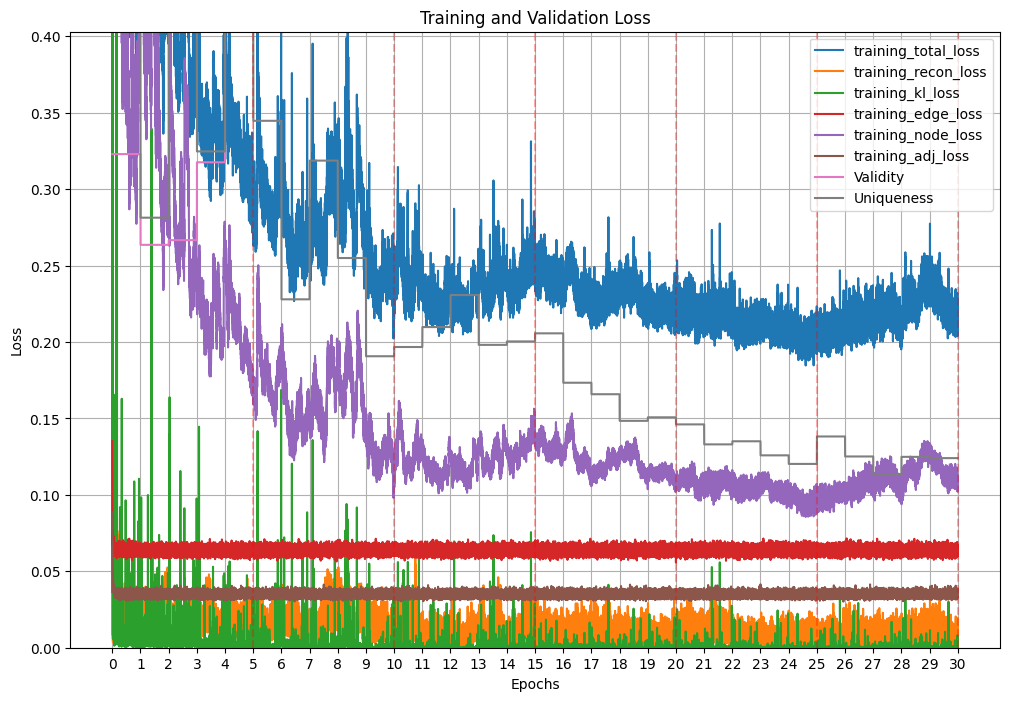 Training and Validation Loss
Loss
0.40
0.35
0.30
0.25
0.20
0.15
0.10
0.05
0.00
training_total_loss
training_recon_loss
training_kl_loss
training_edge_loss
training_node_loss
training_adj_loss
Validity
Uniqueness
0 1 2 3 4 5 6 7 8 9 10 11 12 13 14 15 16 17 18 19 20 21 22 23 24 25 26 27 28 29 30
Epochs